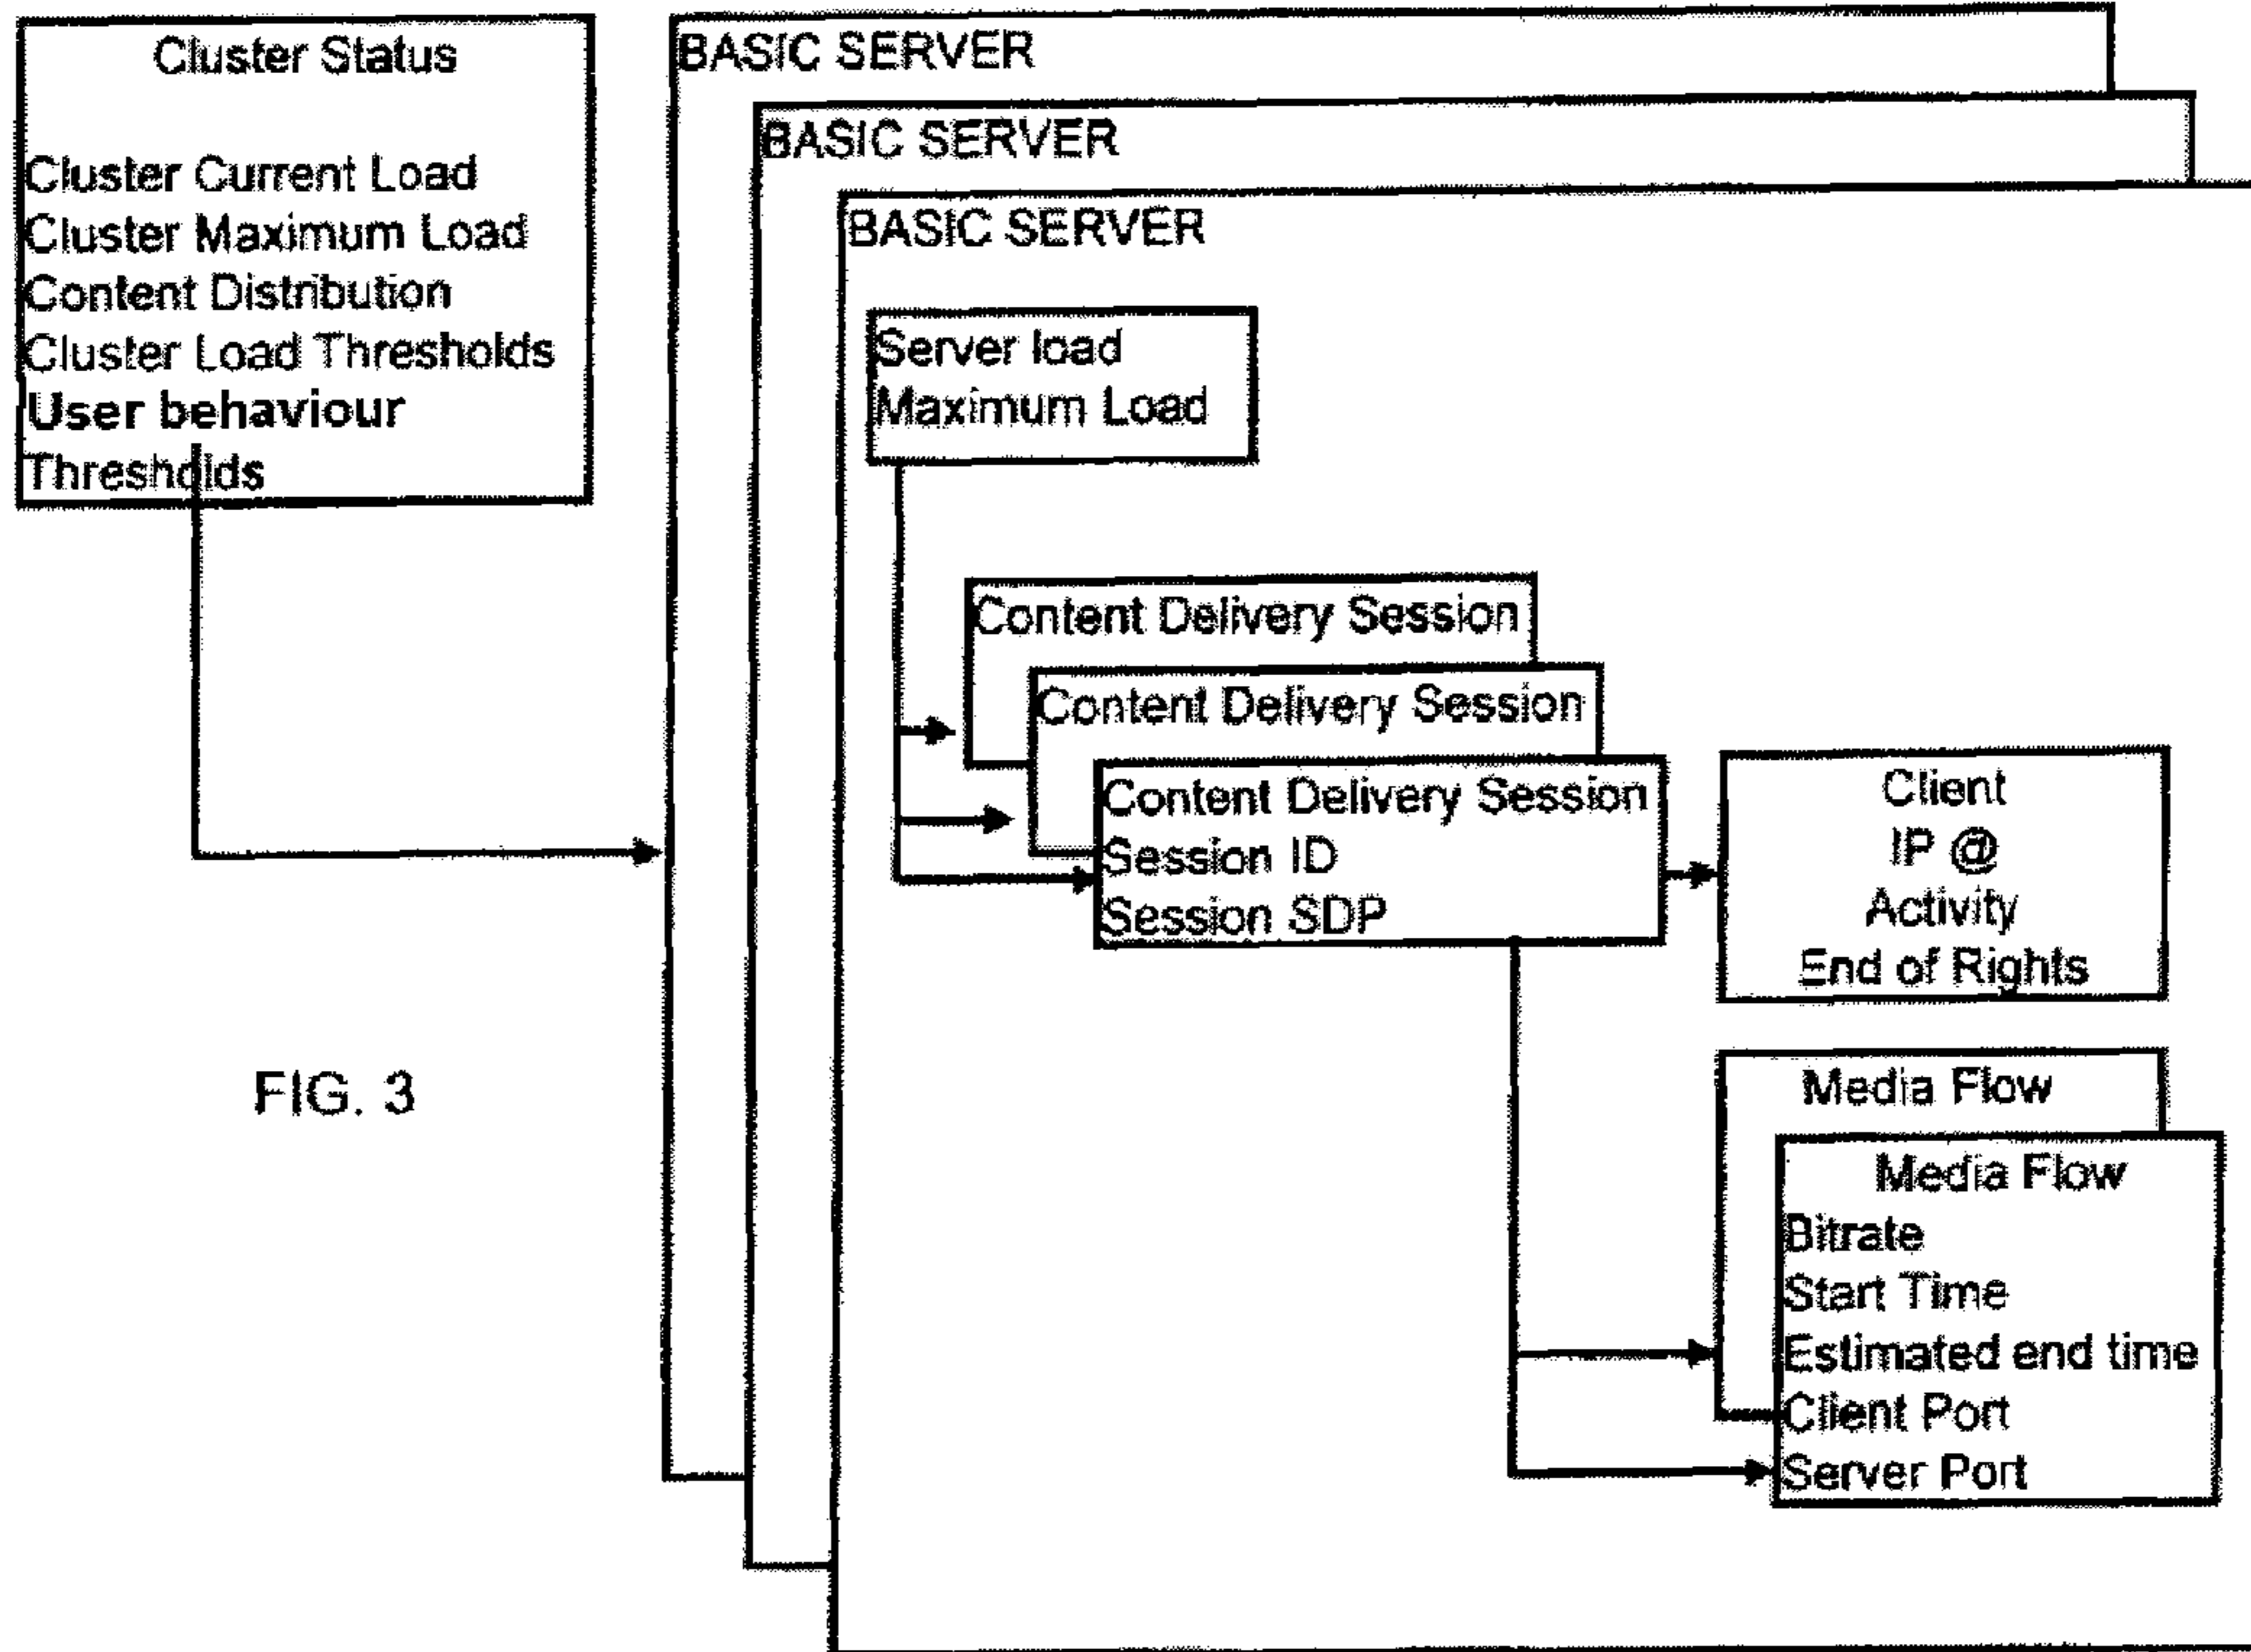 Cluster Status
Cluster Current Load
Cluster Maximum Load
Content Distribution
Cluster Load Thresholds
User behaviour
Thresholds
BASIC SERVER
BASIC SERVER
BASIC SERVER
Server load
Maximum Load
Content Delivery Session
Content Delivery Session
Content Delivery Session
Session ID
Session SDP
Client
IP @
Activity
End of Rights
Media Flow
Media Flow
Bitrate
Start Time
Estimated end time
Client Port
Server Port
FIG. 3